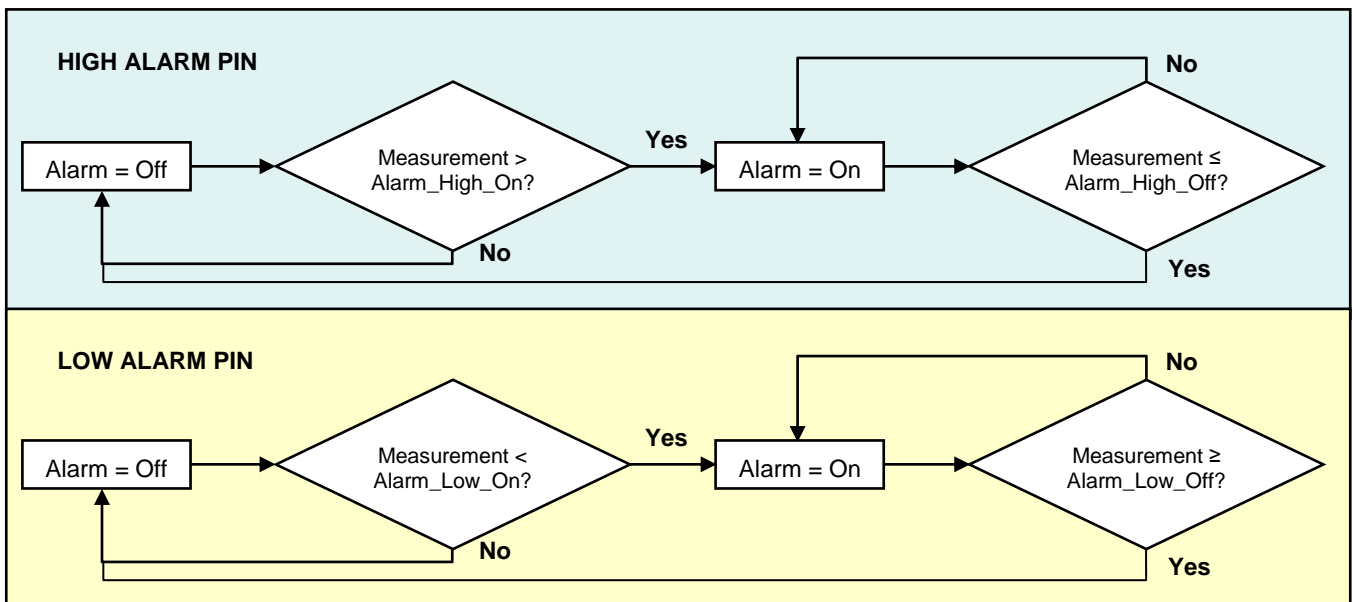 HIGH ALARM PIN
No
Yes
Alarm = Off
Measurement >
Alarm_High_On?
Alarm = On
Measurement ≤
Alarm_High_Off?
No
Yes
LOW ALARM PIN
No
Yes
Alarm = Off
Measurement <
Alarm_Low_On?
Alarm = On
Measurement ≥
Alarm_Low_Off?
No
Yes